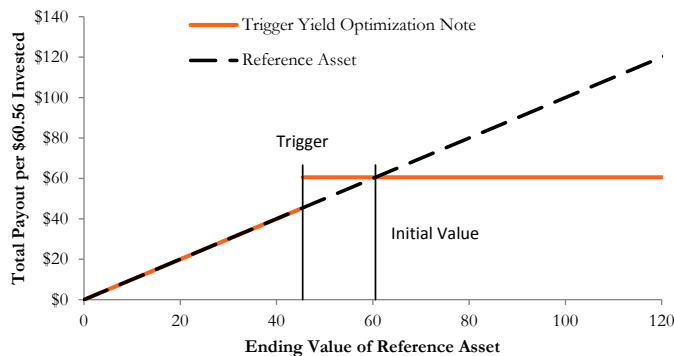 $140
Trigger Yield Optimization Note
$120
Reference Asset
$100
$80
Trigger
$60
$40
Initial Value
$20
$0
0 20 40 60 80 100 120
Total Payout per $60.56 Invested
Ending Value of Reference Asset